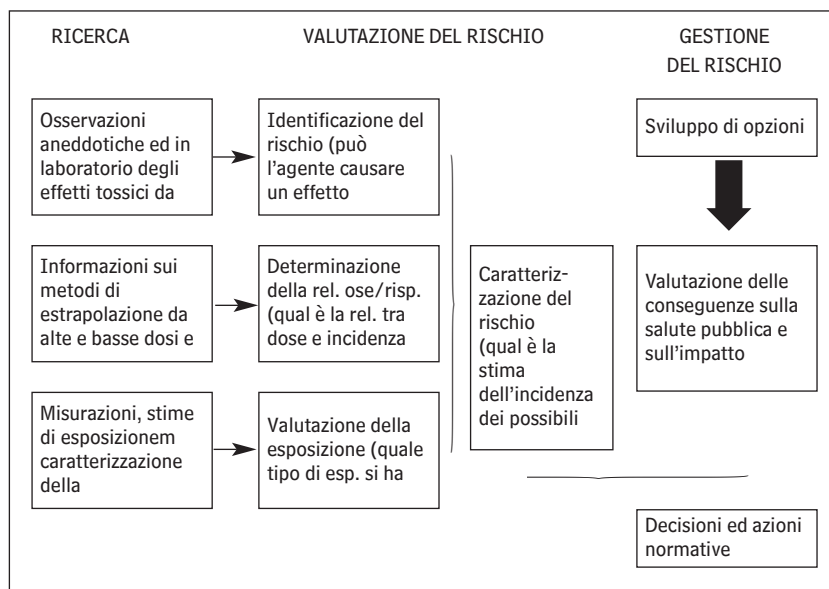 RICERCA
VALUTAZIONE DEL RISCHIO
GESTIONE
DEL RISCHIO
Osservazioni
aneddotiche ed in
laboratorio degli
effetti tossici da
Identificazione del
rischio (può
l'agente causare
un effetto
Sviluppo di opzioni
Informazioni sui
metodi di
estrapolazione da
alte e basse dosi e
Determinazione
della rel. ose/risp.
(qual è la rel. tra
dose e incidenza
Caratteriz-
zazione del
rischio
(qual è la
stima
dell'incidenza
dei possibili
Valutazione delle
conseguenze sulla
salute pubblica e
sull'impatto
Misurazioni, stime
di esposizionem
caratterizzazione
della
Valutazione della
esposizione (quale
tipo di esp. si ha
Decisioni ed azioni
normative